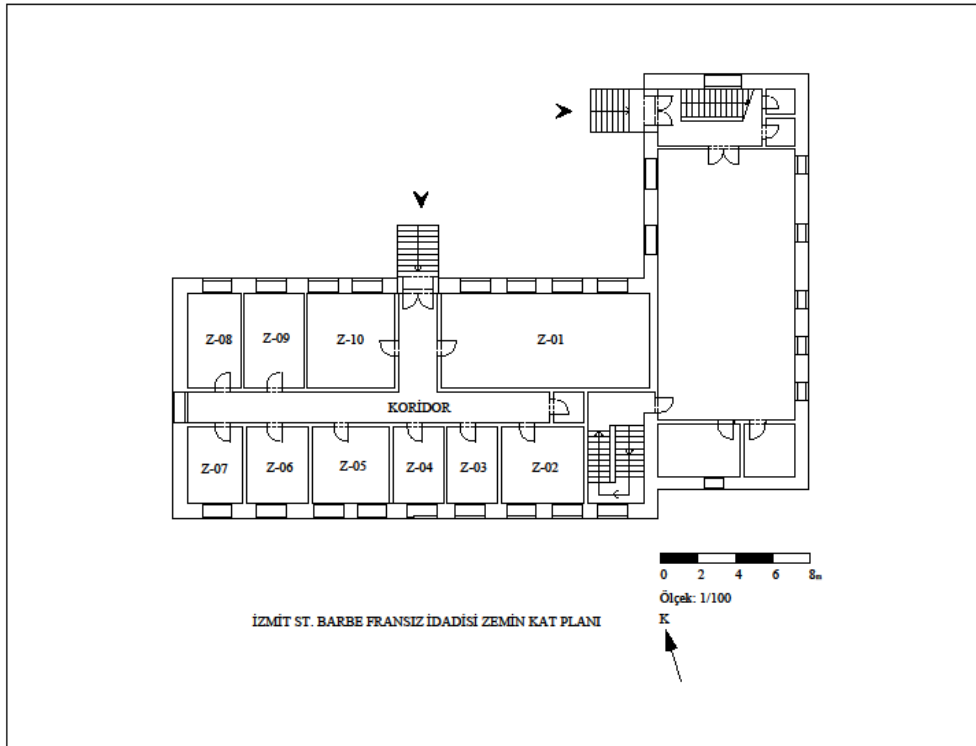 Z-08
Z-09
Z-10
Z-01
KORİDOR
Z-07
Z-06
Z-05
Z-04
Z-03
Z-02
0 2 4 6 8m
Ölçek: 1/100
K
İZMİT ST. BARBE FRANSIZ İDADİSİ ZEMİN KAT PLANI